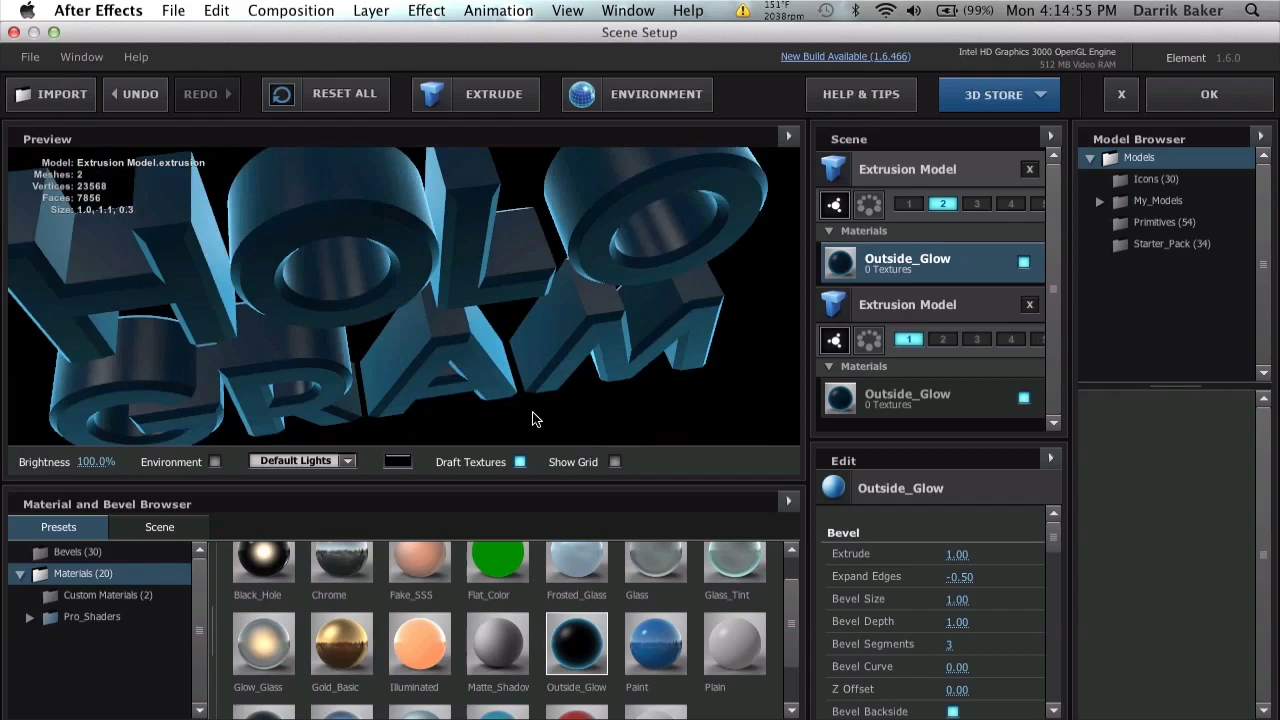 After Effects File Edit Composition Layer Effect Animation View Window Help 151°F 2038rpm (99%) Mon 4:14:55 PM Darrik Baker
Scene Setup
File Window Help New Build Available (1.6.466) Intel HD Graphics 3000 OpenGL Engine 512 MB Video RAM Element 1.6.0
IMPORT UNDO REDO RESET ALL EXTRUDE ENVIRONMENT HELP & TIPS 3D STORE X OK
Preview
Model: Extrusion Model.extrusion
Meshes: 2
Vertices: 23568
Faces: 7856
Size: 1.0, -1.1, 0.3
HOLO
GRAM
Brightness 100.0% Environment Default Lights Draft Textures Show Grid
Material and Bevel Browser
Presets Scene
Bevels (30)
Materials (20)
Custom Materials (2)
Pro_Shaders
Black_Hole Chrome Fake_SSS Flat_Color Frosted_Glass Glass Glass_Tint
Glow_Glass Gold_Basic Illuminated Matte_Shadow Outside_Glow Paint Plain
Scene
Extrusion Model X
1 2 3 4
Materials
Outside_Glow
0 Textures
Extrusion Model X
1 2 3 4
Materials
Outside_Glow
0 Textures
Edit
Outside_Glow
Bevel
Extrude 1.00
Expand Edges -0.50
Bevel Size 1.00
Bevel Depth 1.00
Bevel Segments 3
Bevel Curve 0.00
Z Offset 0.00
Bevel Backside
Model Browser
Models
Icons (30)
My_Models
Primitives (54)
Starter_Pack (34)